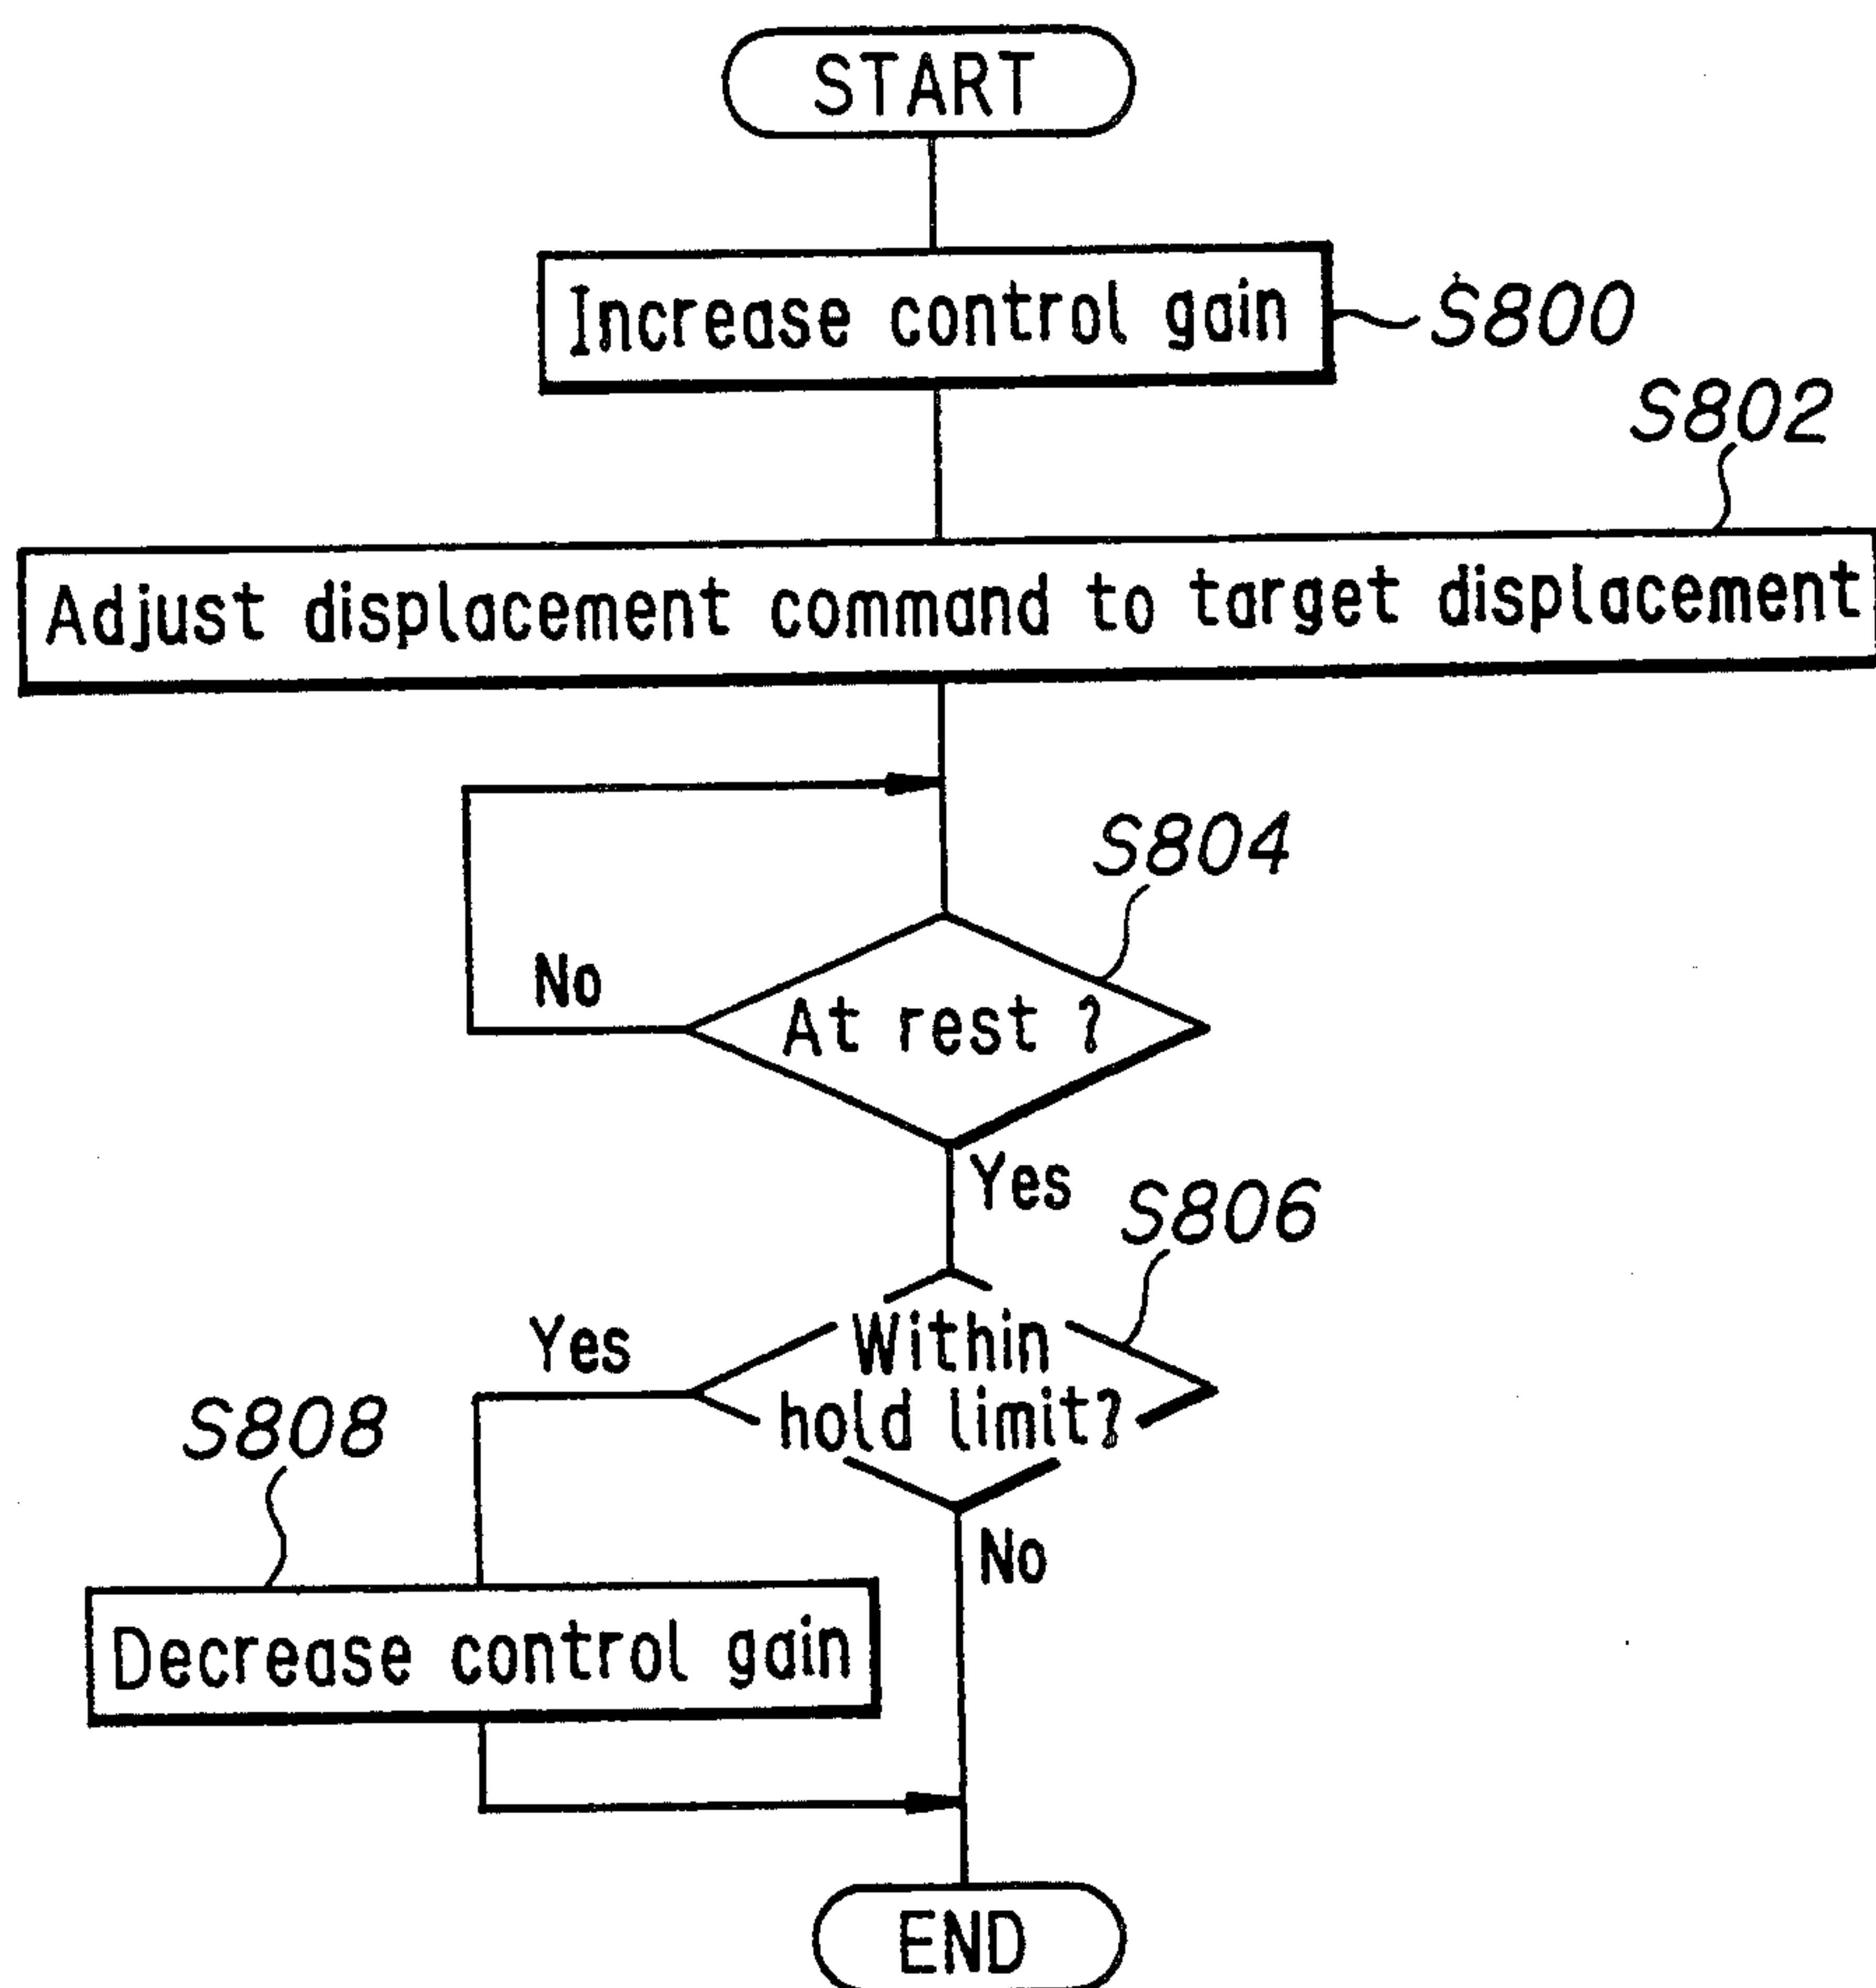 START
Increase control gain
S800
S802
Adjust displacement command to target displacement
S804
No
At rest ?
Yes
S806
Yes
Within
hold limit?
S808
No
Decrease control gain
END